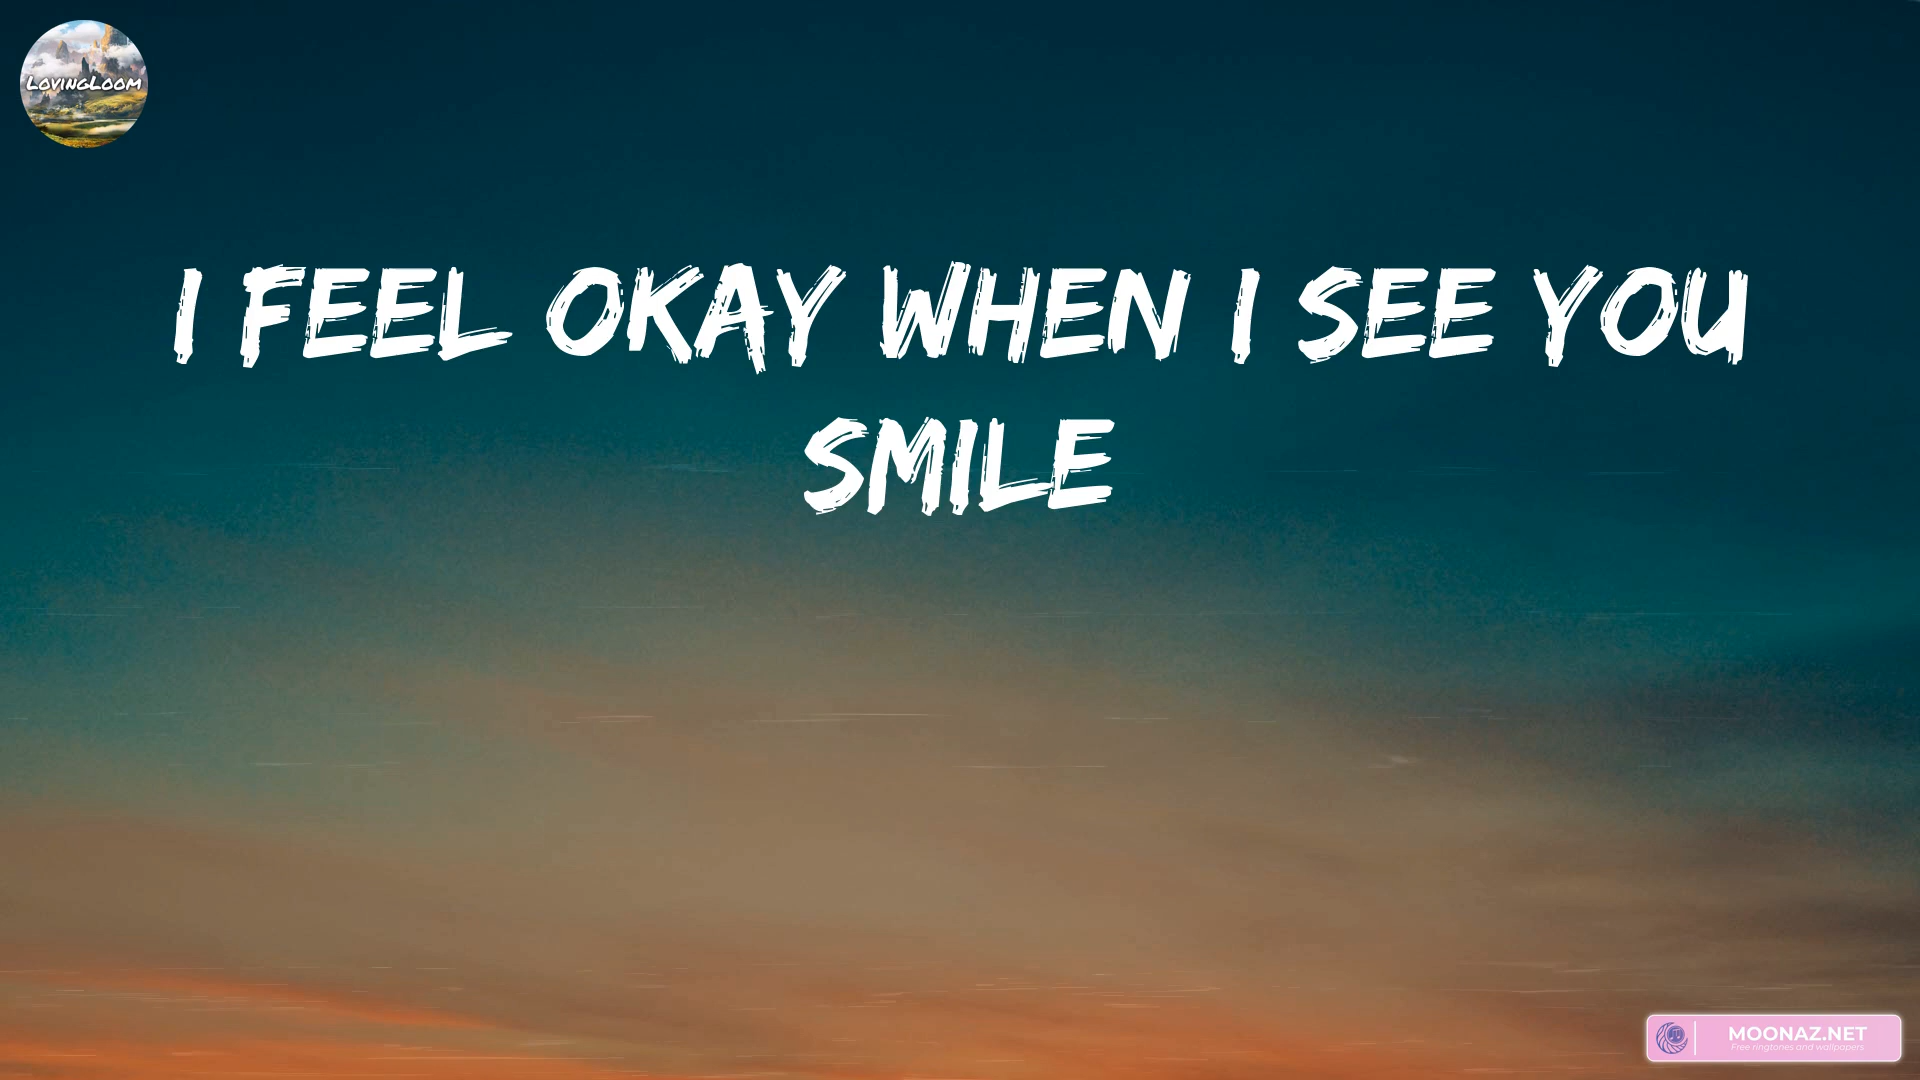 LOVINGLOOM
I FEEL OKAY WHEN I SEE YOU
SMILE
MOONAZ.NET
Free ringtones and wallpapers